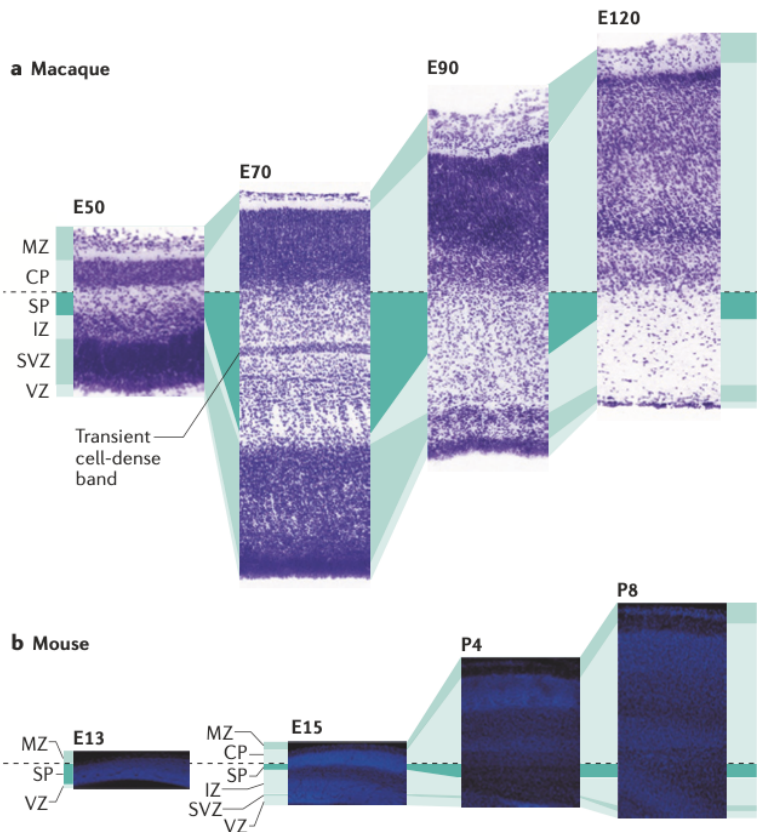 a Macaque
E50
E70
E90
E120
MZ
CP
SP
IZ
SVZ
VZ
Transient
cell-dense
band
b Mouse
E13
E15
P4
P8
MZ
SP
VZ
MZ
CP
SP
IZ
SVZ
VZ